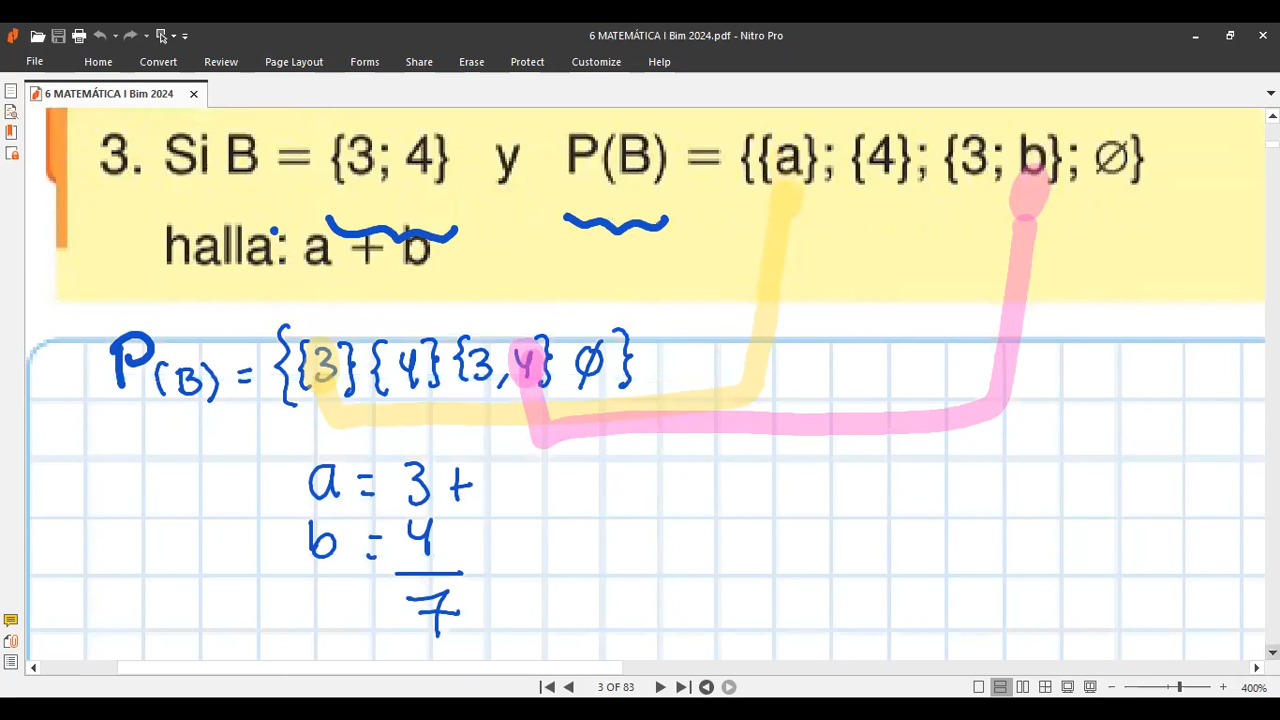 6 MATEMÁTICA I Bim 2024.pdf - Nitro Pro
File Home Convert Review Page Layout Forms Share Erase Protect Customize Help
6 MATEMÁTICA I Bim 2024
3. Si B = {3; 4} y P(B) = {{a}; {4}; {3; b}; ∅}
halla: a + b
P(B) = {{3} {4} {3,4} ∅}
a = 3 +
b = 4
7
3 OF 83
400%